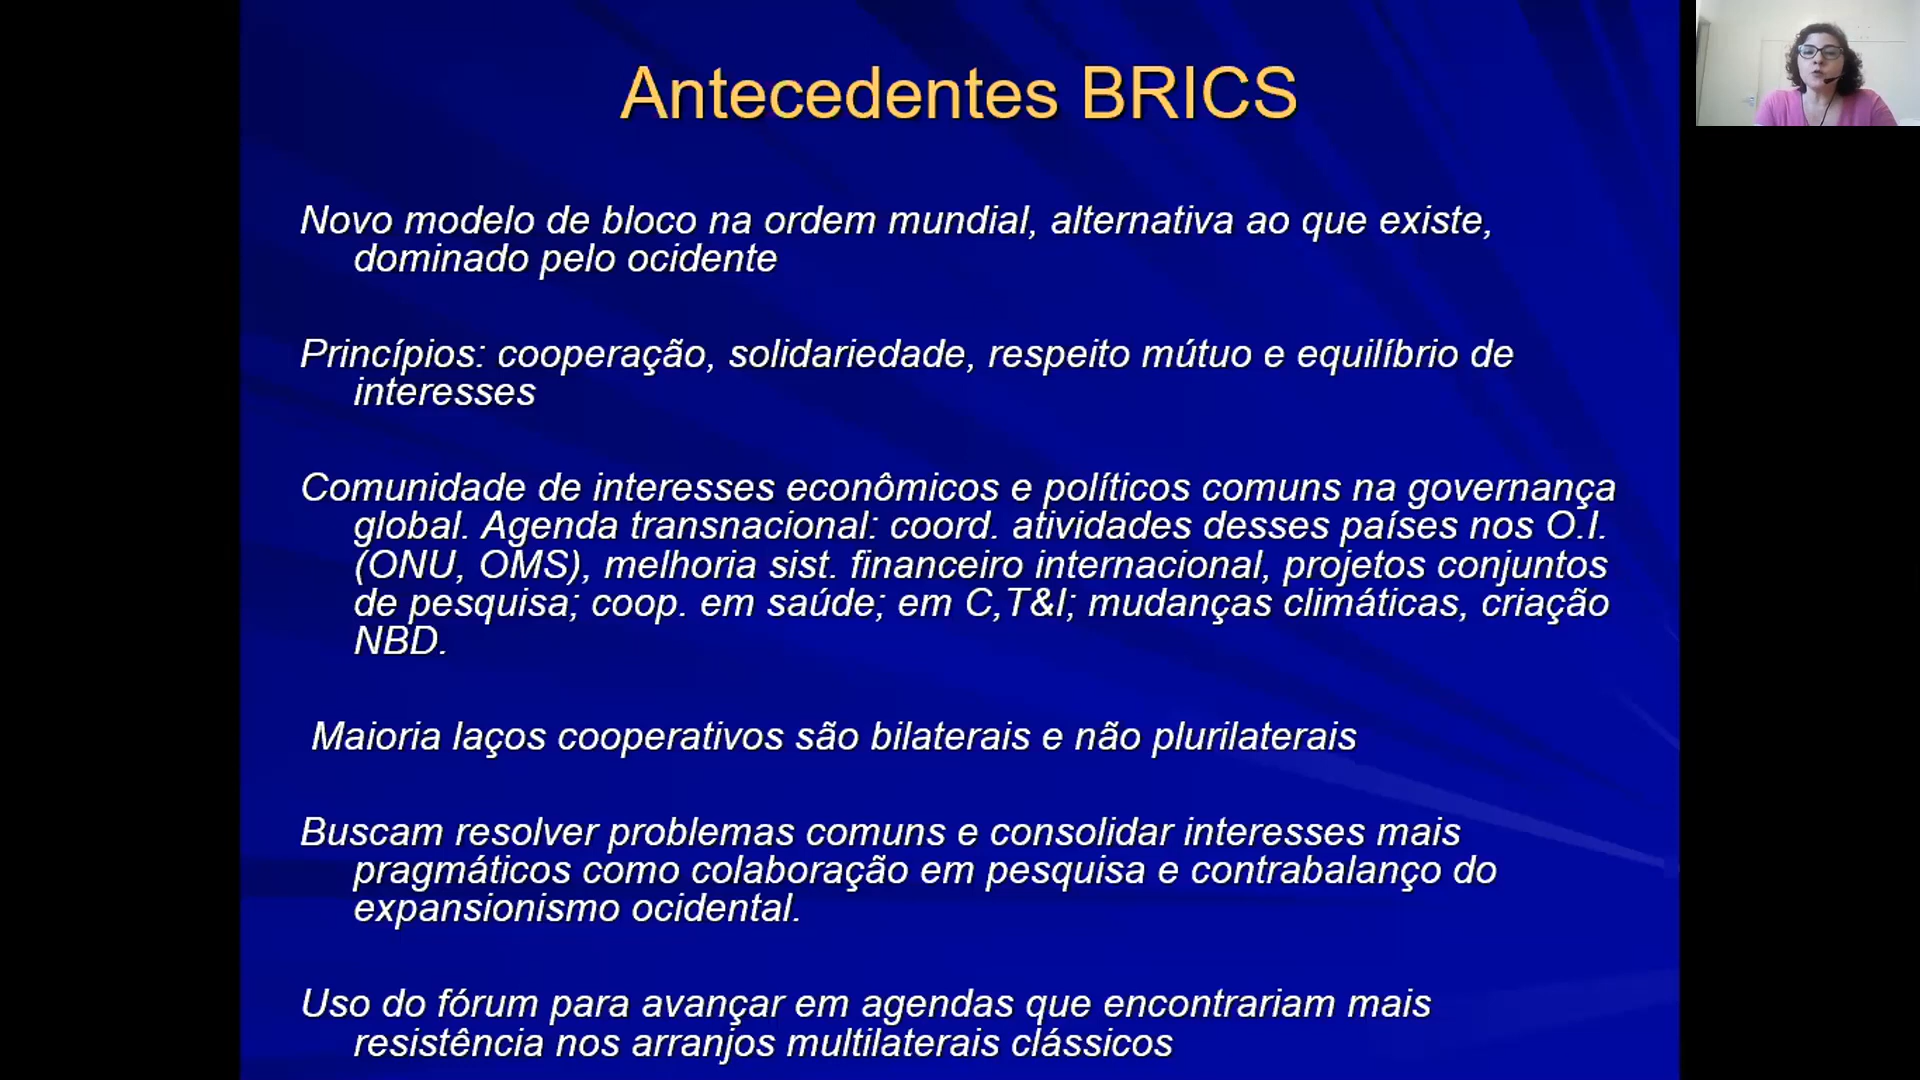 Antecedentes BRICS
Novo modelo de bloco na ordem mundial, alternativa ao que existe,
dominado pelo ocidente
Princípios: cooperação, solidariedade, respeito mútuo e equilíbrio de
interesses
Comunidade de interesses econômicos e políticos comuns na governança
global. Agenda transnacional: coord. atividades desses países nos O.I.
(ONU, OMS), melhoria sist. financeiro internacional, projetos conjuntos
de pesquisa; coop. em saúde; em C,T&I; mudanças climáticas, criação
NBD.
Maioria laços cooperativos são bilaterais e não plurilaterais
Buscam resolver problemas comuns e consolidar interesses mais
pragmáticos como colaboração em pesquisa e contrabalanço do
expansionismo ocidental.
Uso do fórum para avançar em agendas que encontrariam mais
resistência nos arranjos multilaterais clássicos